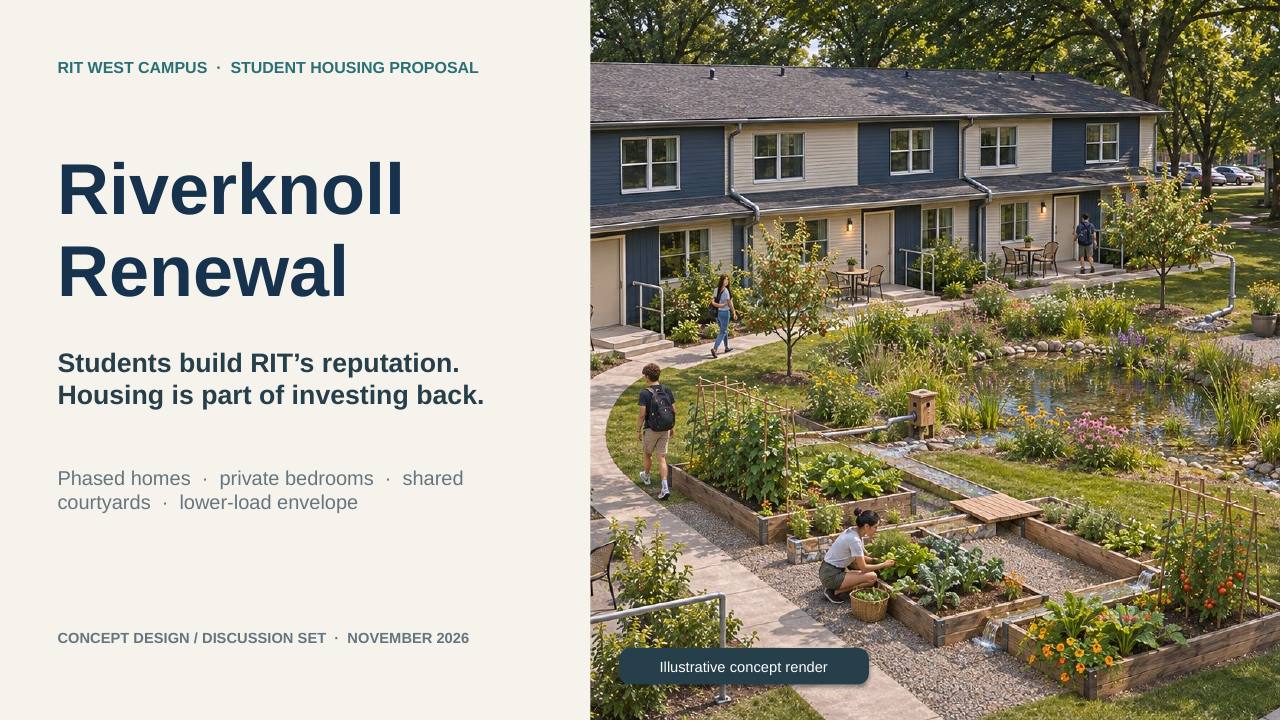 RIT WEST CAMPUS · STUDENT HOUSING PROPOSAL
Riverknoll
Renewal
Students build RIT’s reputation.
Housing is part of investing back.
Phased homes · private bedrooms · shared
courtyards · lower-load envelope
CONCEPT DESIGN / DISCUSSION SET · NOVEMBER 2026
Illustrative concept render